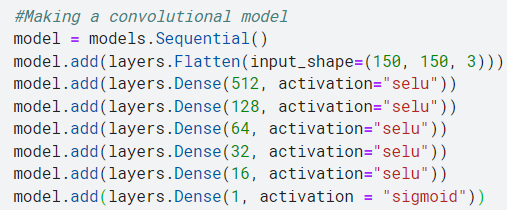 #Making a convolutional model
model = models.Sequential()
model.add(layers.Flatten(input_shape=(150, 150, 3)))
model.add(layers.Dense(512, activation="selu"))
model.add(layers.Dense(128, activation="selu"))
model.add(layers.Dense(64, activation="selu"))
model.add(layers.Dense(32, activation="selu"))
model.add(layers.Dense(16, activation="selu"))
model.add(layers.Dense(1, activation = "sigmoid"))